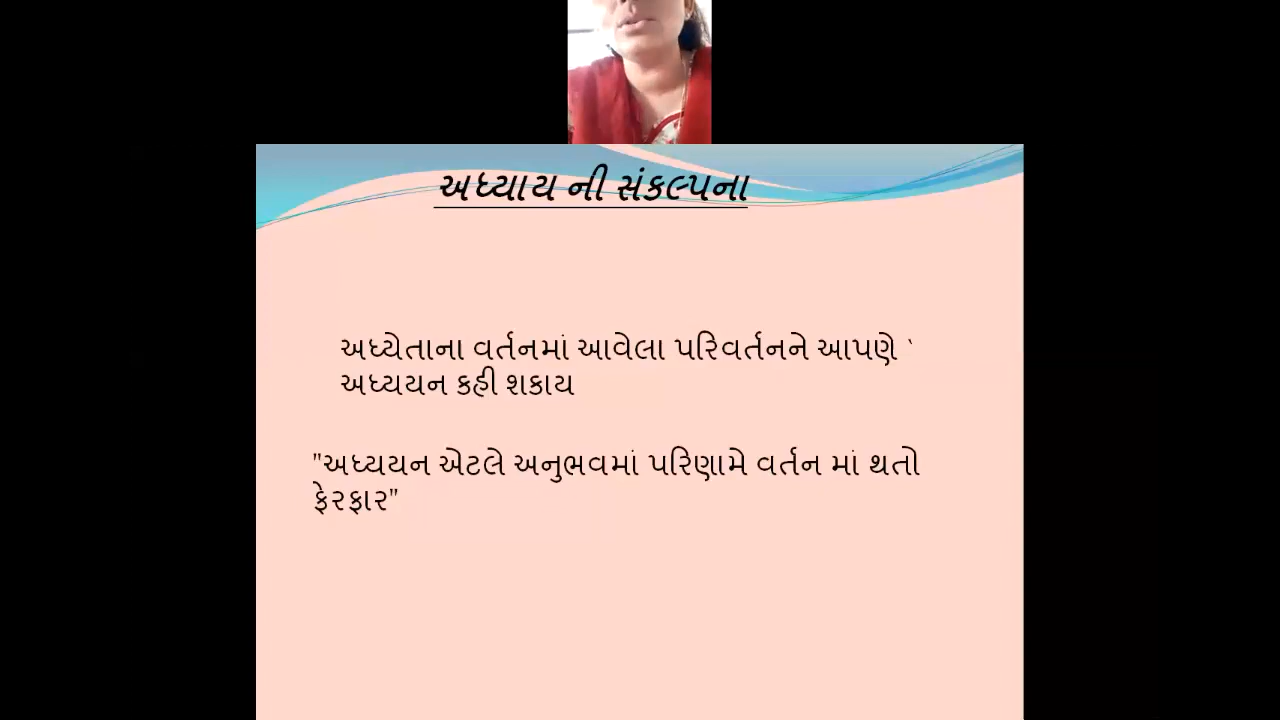 અધ્યાય ની સંકલ્પના
અધ્યેતાના વર્તનમાં આવેલા પરિવર્તનને આપણે `
અધ્યયન કહી શકાય
"અધ્યયન એટલે અનુભવમાં પરિણામે વર્તન માં થતો
ફેરફાર"